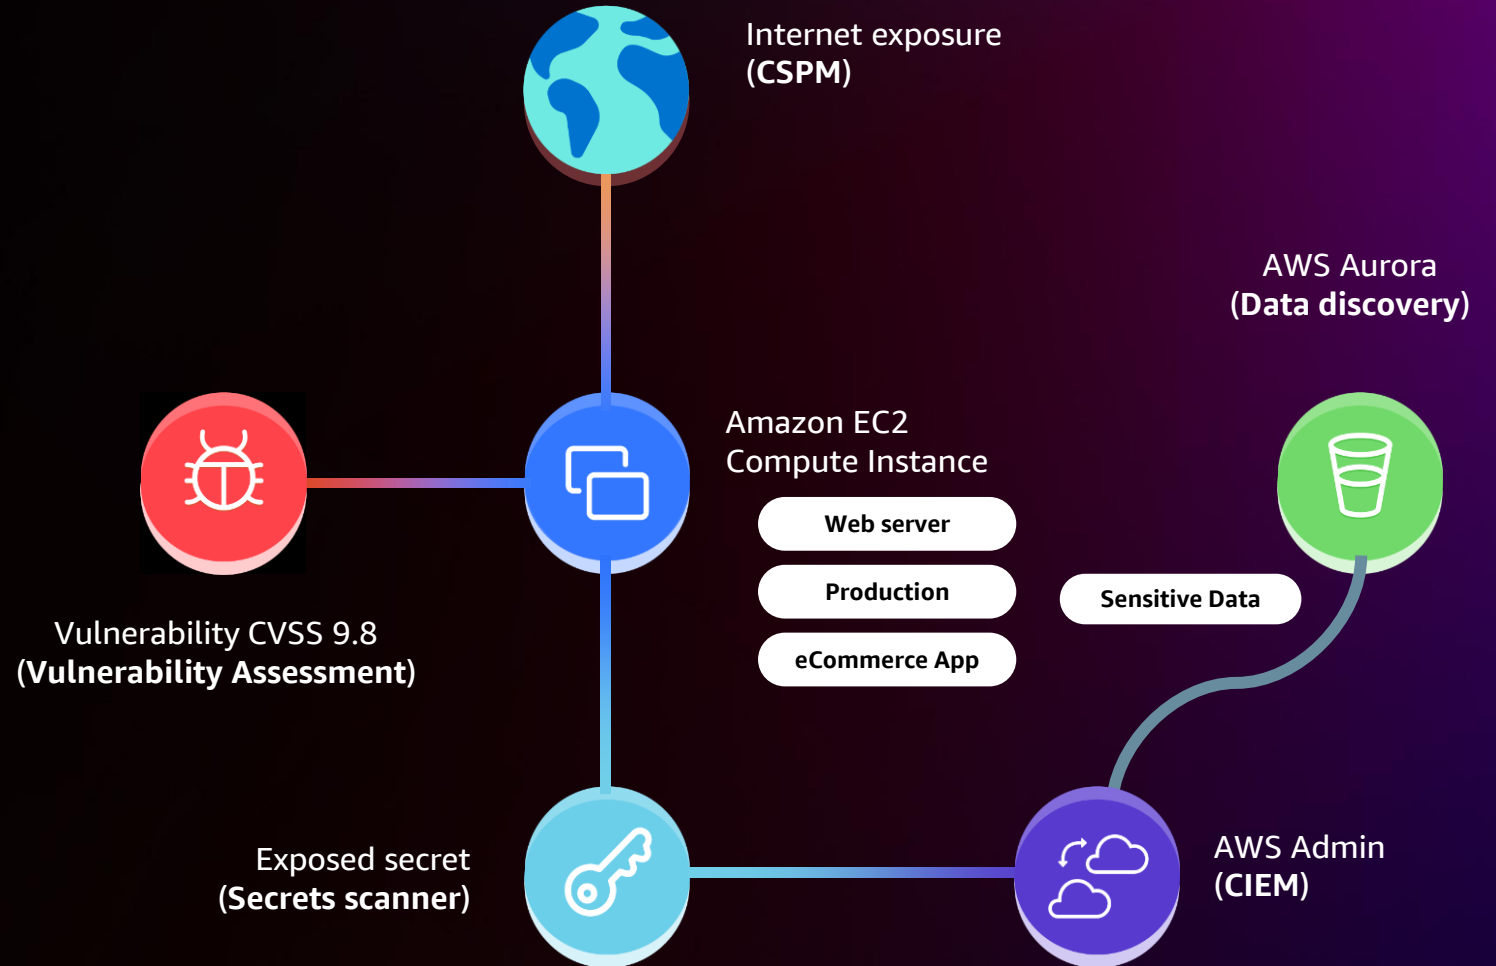 Internet exposure
(CSPM)
AWS Aurora
(Data discovery)
Amazon EC2
Compute Instance
Web server
Production
eCommerce App
Sensitive Data
Vulnerability CVSS 9.8
(Vulnerability Assessment)
Exposed secret
(Secrets scanner)
AWS Admin
(CIEM)